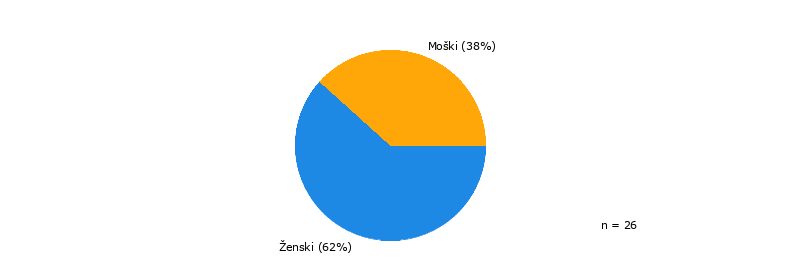 Moški (38%)
n = 26
Ženski (62%)